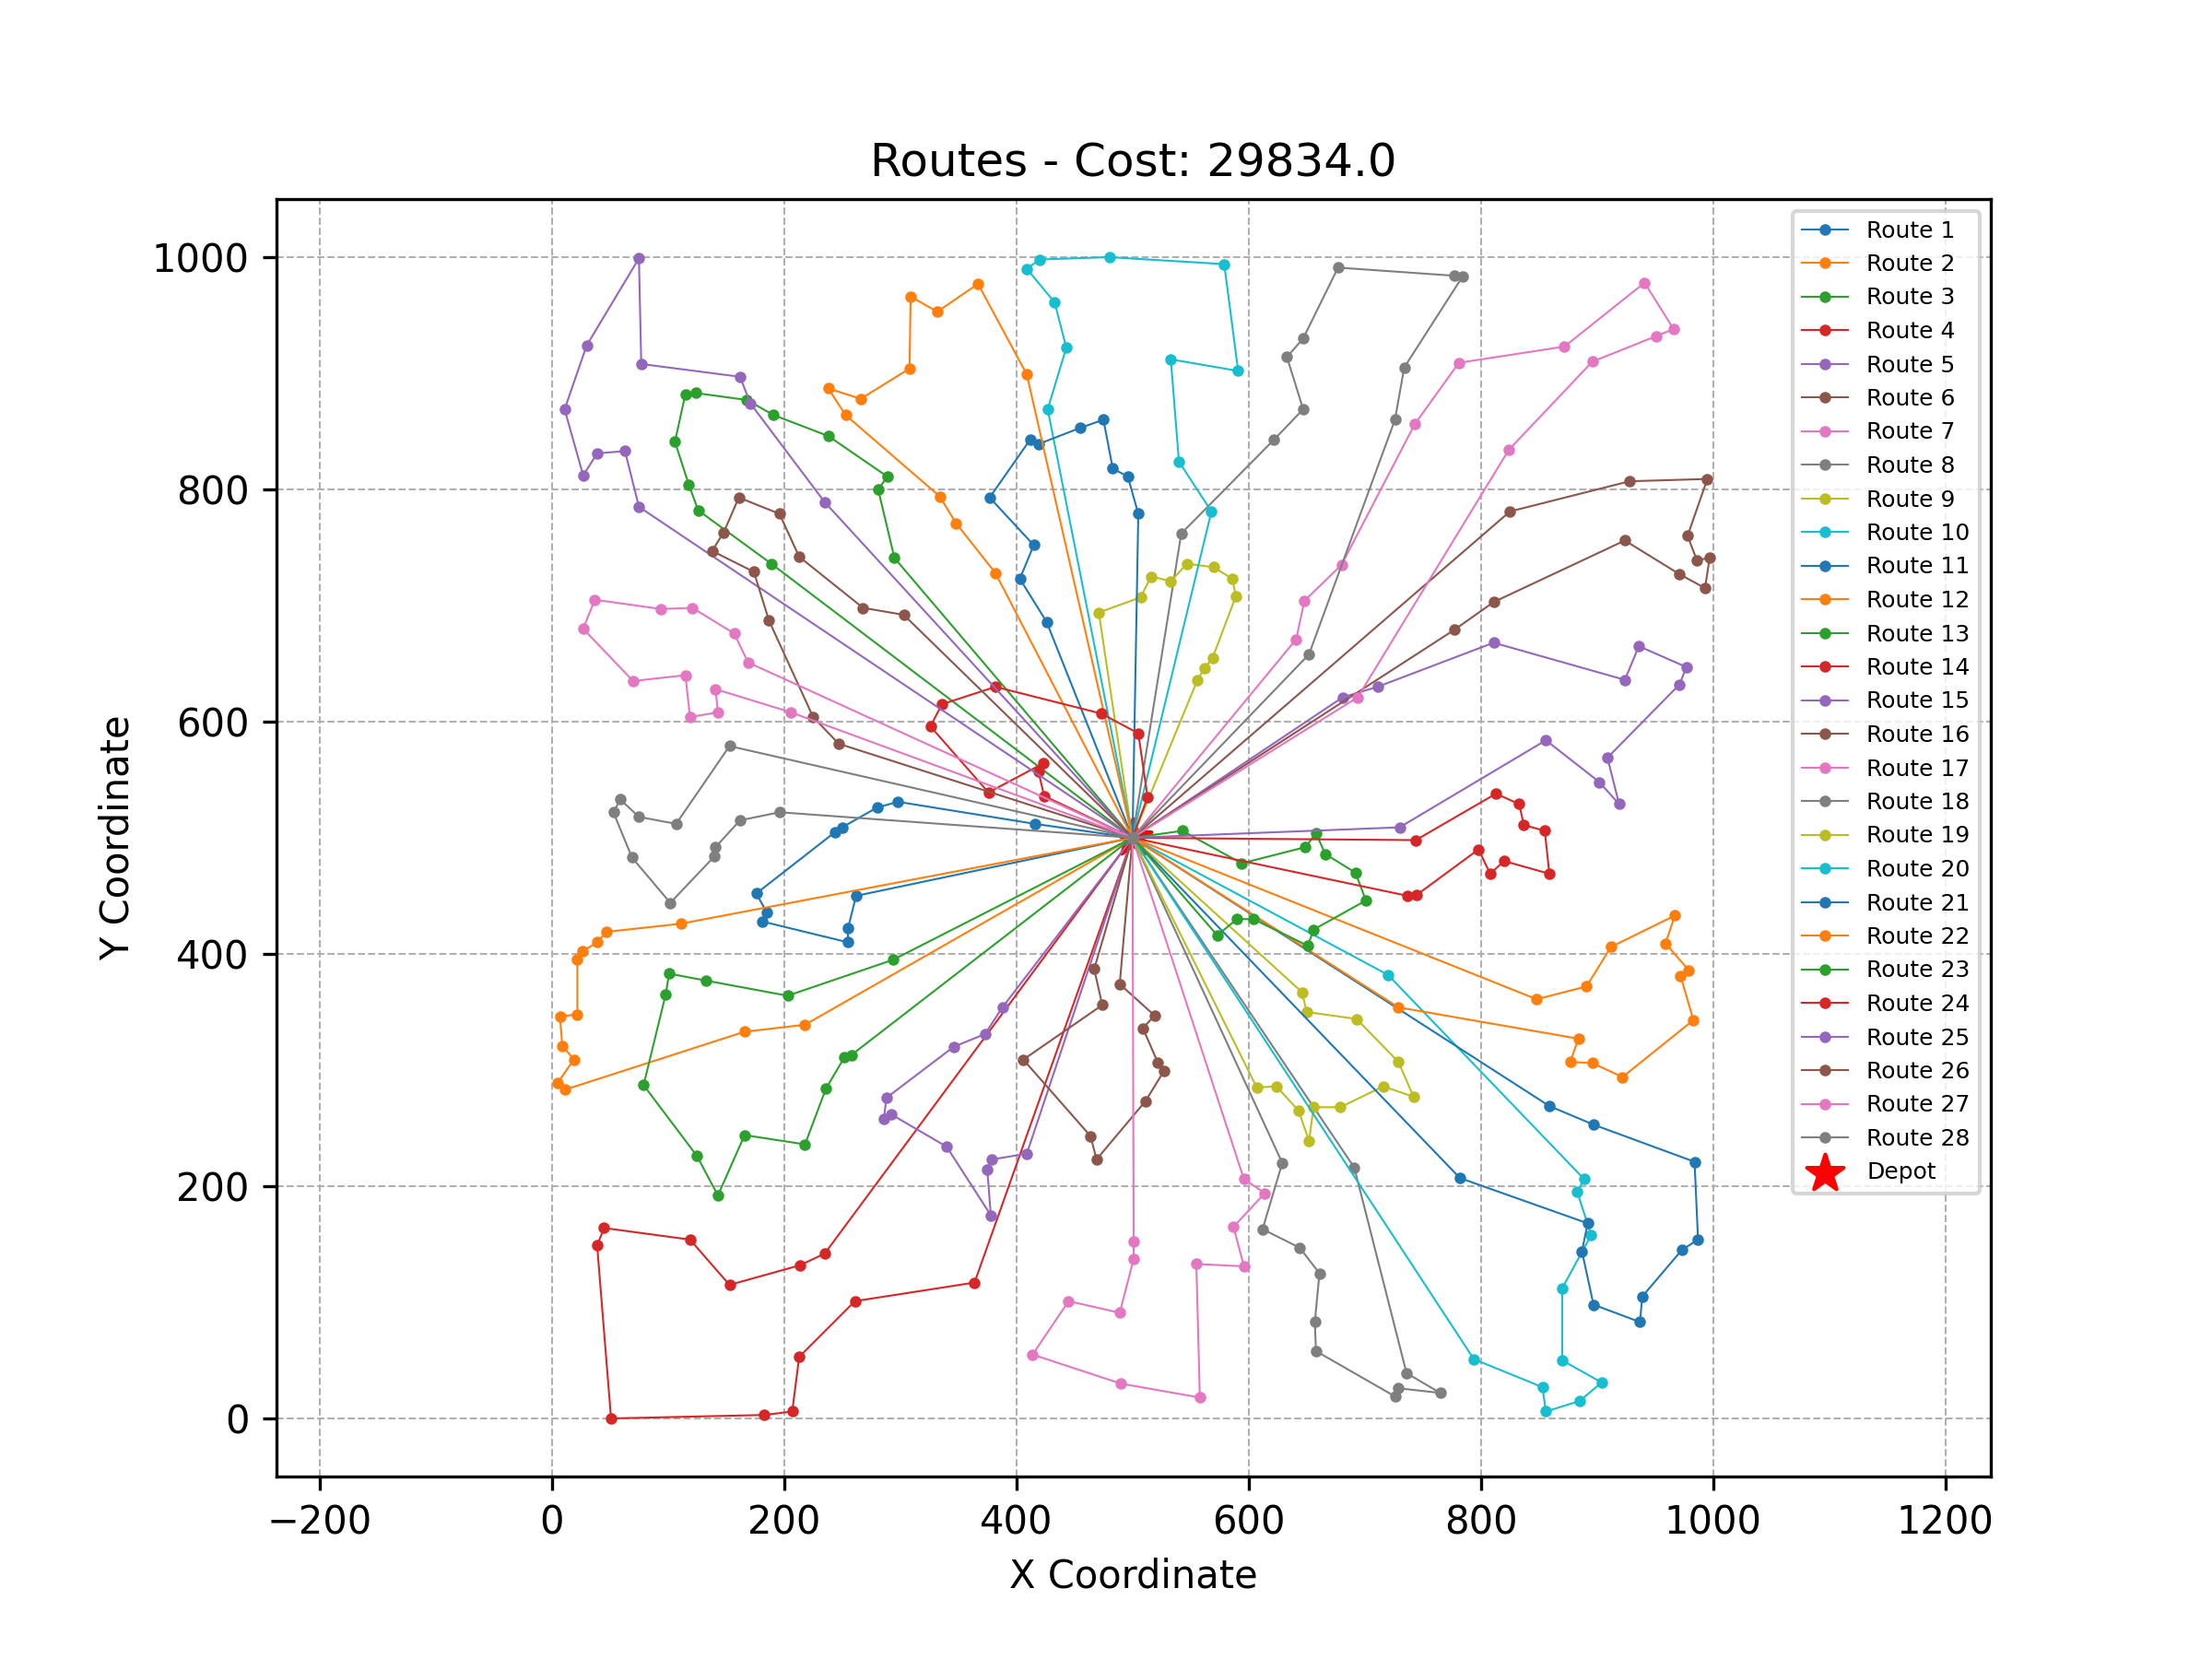 Routes - Cost: 29834.0
Y Coordinate
1000
800
600
400
200
0
−200
0
200
400
600
800
1000
1200
X Coordinate
Route 1
Route 2
Route 3
Route 4
Route 5
Route 6
Route 7
Route 8
Route 9
Route 10
Route 11
Route 12
Route 13
Route 14
Route 15
Route 16
Route 17
Route 18
Route 19
Route 20
Route 21
Route 22
Route 23
Route 24
Route 25
Route 26
Route 27
Route 28
Depot